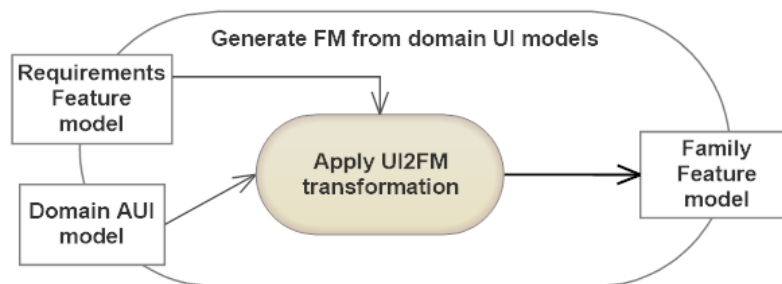 Generate FM from domain UI models
Requirements
Feature
model
Apply UI2FM
transformation
Domain AUI
model
Family
Feature
model